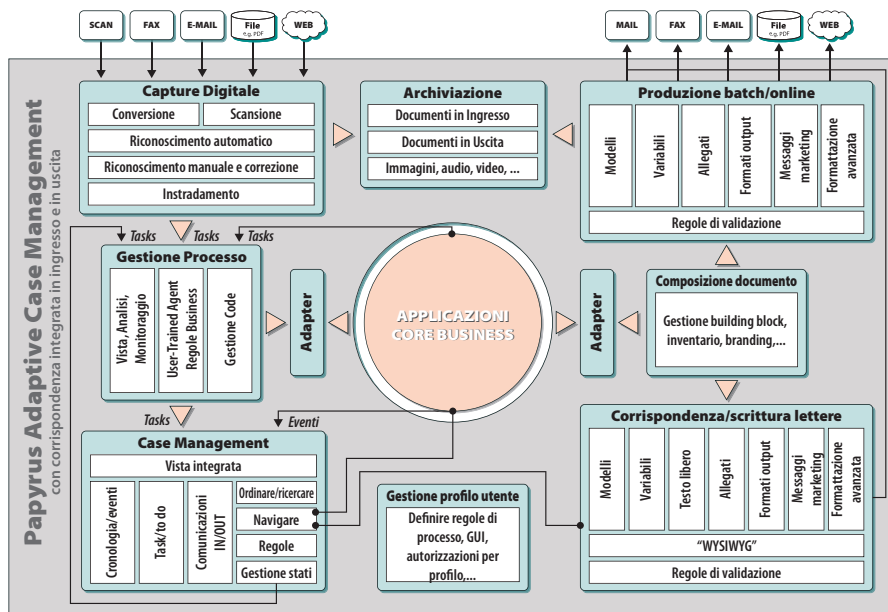 SCAN
FAX
E-MAIL
File
e.g. PDF
WEB
MAIL
FAX
E-MAIL
File
e.g. PDF
WEB
Papyrus Adaptive Case Management
con corrispondenza integrata in ingresso e in uscita
Capture Digitale
Conversione
Scansione
Riconoscimento automatico
Riconoscimento manuale e correzione
Instradamento
Archiviazione
Documenti in Ingresso
Documenti in Uscita
Immagini, audio, video, ...
Produzione batch/online
Modelli
Variabili
Allegati
Formati output
Messaggi
marketing
Formattazione
avanzata
Regole di validazione
Tasks
Tasks
Tasks
Gestione Processo
Vista, Analisi,
Monitoraggio
User-Trained Agent
Regole Business
Gestione Code
Adapter
APPLICAZIONI
CORE BUSINESS
Adapter
Composizione documento
Gestione building block,
inventario, branding,...
Tasks
Eventi
Case Management
Vista integrata
Cronologia/eventi
Task/to do
Comunicazioni
IN/OUT
Ordinare/ricercare
Navigare
Regole
Gestione stati
Gestione profilo utente
Definire regole di
processo, GUI,
autorizzazioni per
profilo,...
Corrispondenza/scrittura lettere
Modelli
Variabili
Testo libero
Allegati
Formati output
Messaggi
marketing
Formattazione
avanzata
“WYSIWYG”
Regole di validazione